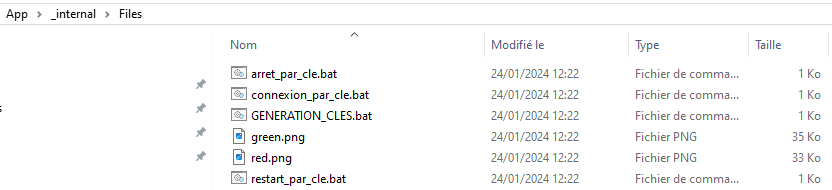 App > _internal > Files
Nom Modifié le Type Taille
arret_par_cle.bat 24/01/2024 12:22 Fichier de comma... 1 Ko
connexion_par_cle.bat 24/01/2024 12:22 Fichier de comma... 1 Ko
GENERATION_CLES.bat 24/01/2024 12:22 Fichier de comma... 1 Ko
green.png 24/01/2024 12:22 Fichier PNG 35 Ko
red.png 24/01/2024 12:22 Fichier PNG 33 Ko
restart_par_cle.bat 24/01/2024 12:22 Fichier de comma... 1 Ko